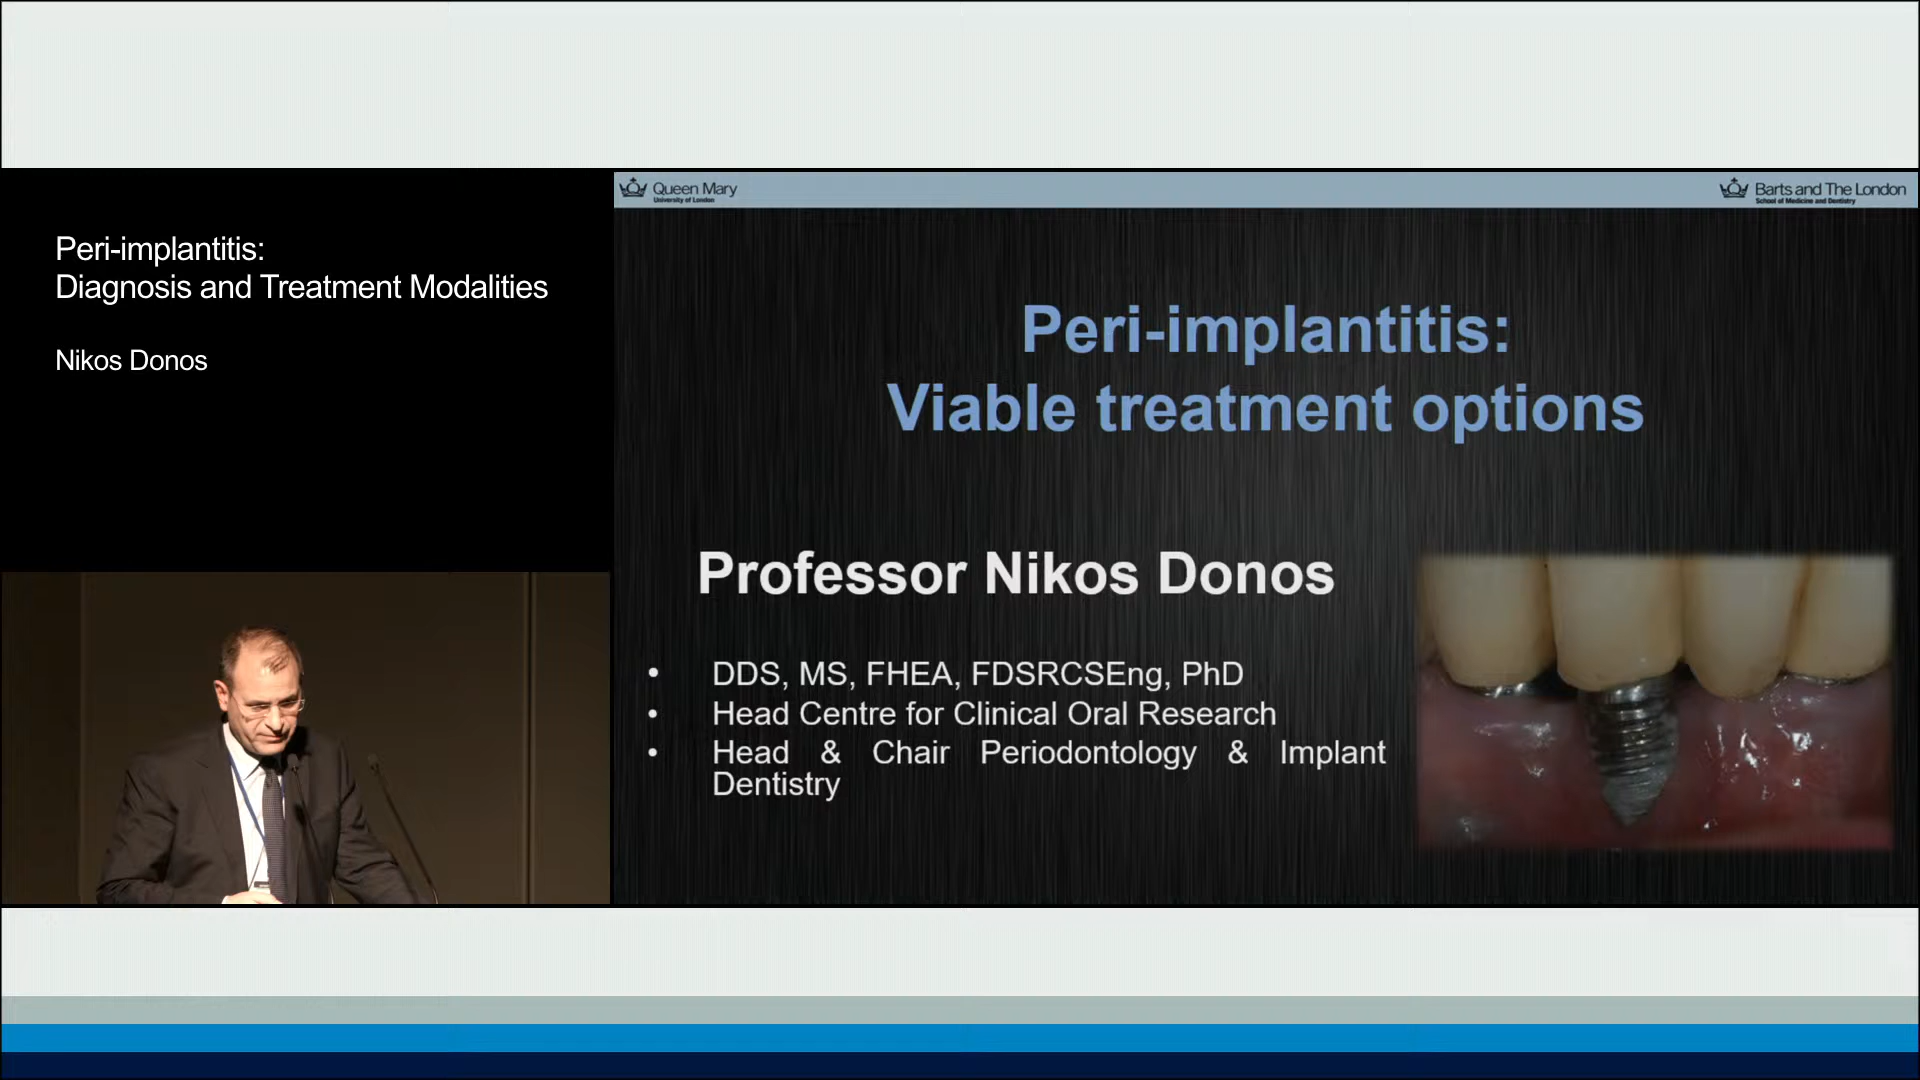 Peri-implantitis:
Diagnosis and Treatment Modalities
Nikos Donos
Queen Mary
University of London
Barts and The London
School of Medicine and Dentistry
Peri-implantitis:
Viable treatment options
Professor Nikos Donos
• DDS, MS, FHEA, FDSRCSEng, PhD
• Head Centre for Clinical Oral Research
• Head & Chair Periodontology & Implant
Dentistry